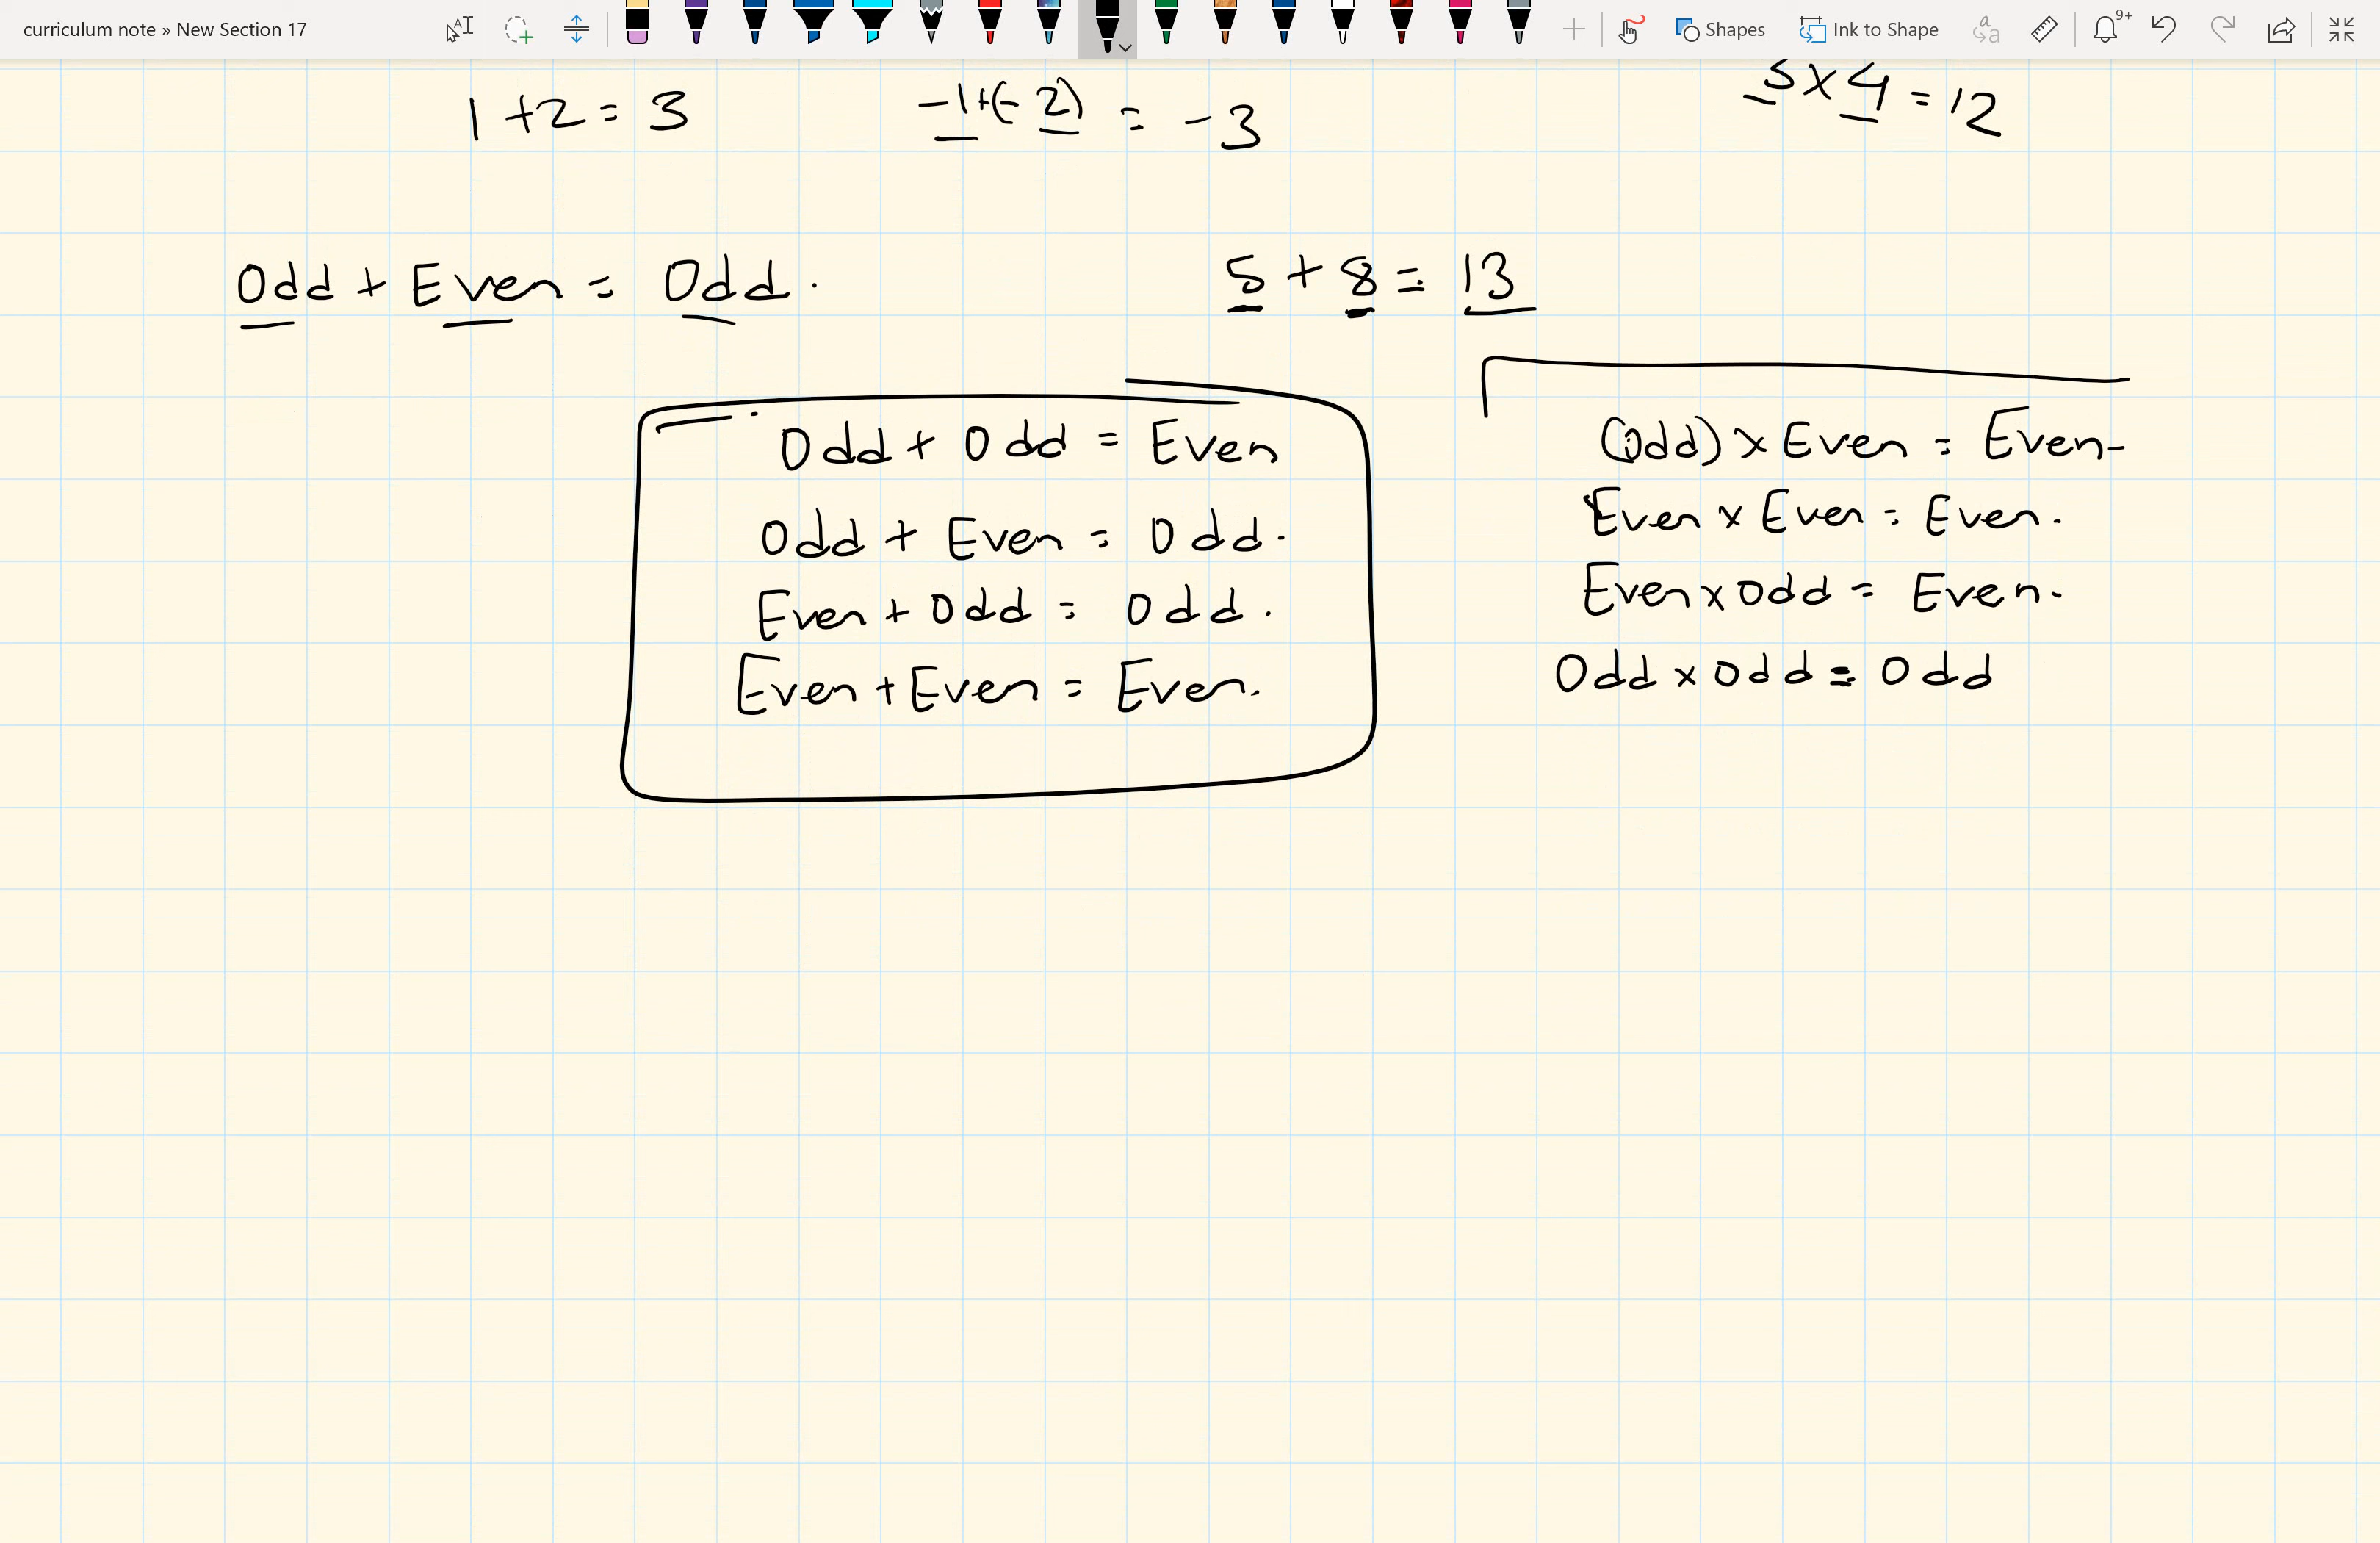 curriculum note » New Section 17
Shapes
Ink to Shape
9+
1 + 2 = 3
-1 + (-2) = -3
3 x 4 = 12
Odd + Even = Odd.
5 + 8 = 13
Odd + Odd = Even
Odd + Even = Odd.
Even + Odd = Odd.
Even + Even = Even.
(Odd) x Even = Even
Even x Even = Even.
Even x Odd = Even.
Odd x Odd = Odd